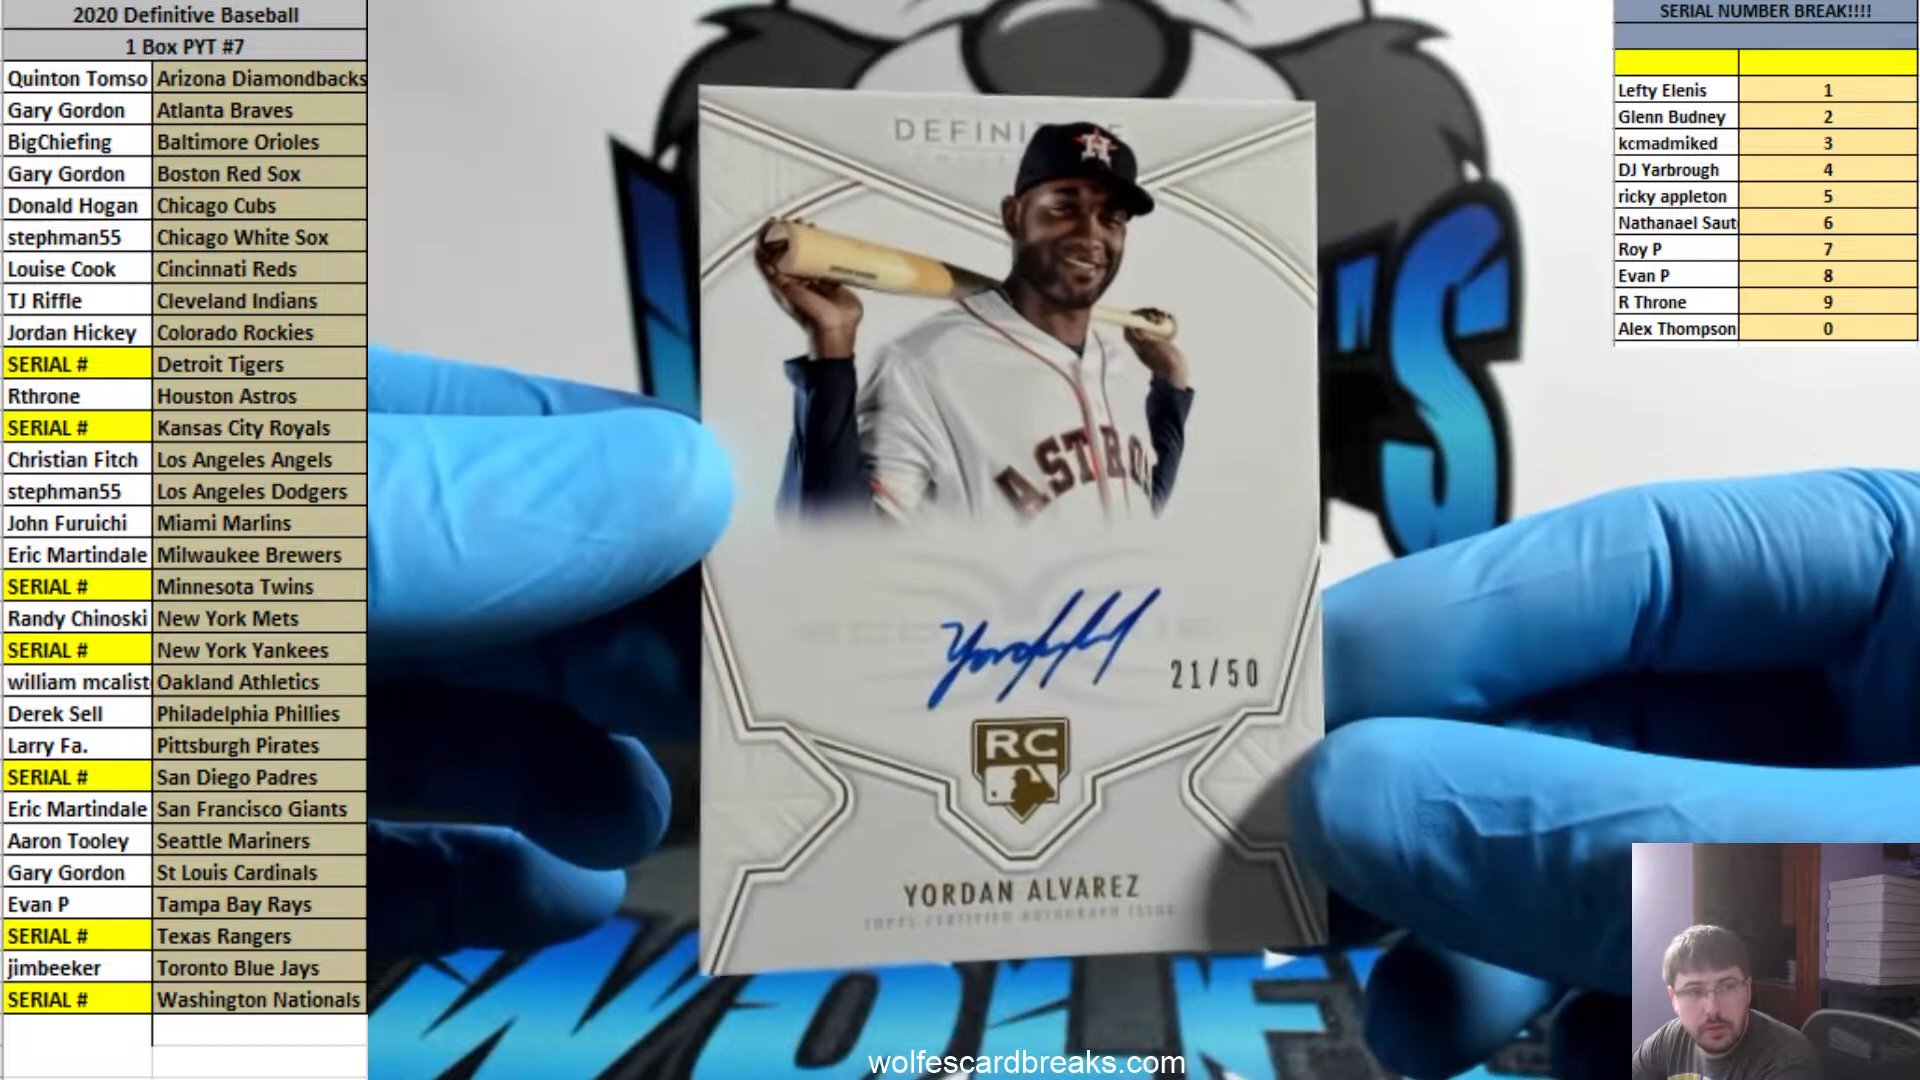 2020 Definitive Baseball
1 Box PYT #7
Quinton Tomso Arizona Diamondbacks
Gary Gordon Atlanta Braves
BigChiefing Baltimore Orioles
Gary Gordon Boston Red Sox
Donald Hogan Chicago Cubs
stephman55 Chicago White Sox
Louise Cook Cincinnati Reds
TJ Riffle Cleveland Indians
Jordan Hickey Colorado Rockies
SERIAL # Detroit Tigers
Rthrone Houston Astros
SERIAL # Kansas City Royals
Christian Fitch Los Angeles Angels
stephman55 Los Angeles Dodgers
John Furuichi Miami Marlins
Eric Martindale Milwaukee Brewers
SERIAL # Minnesota Twins
Randy Chinoski New York Mets
SERIAL # New York Yankees
william mcalist Oakland Athletics
Derek Sell Philadelphia Phillies
Larry Fa. Pittsburgh Pirates
SERIAL # San Diego Padres
Eric Martindale San Francisco Giants
Aaron Tooley Seattle Mariners
Gary Gordon St Louis Cardinals
Evan P Tampa Bay Rays
SERIAL # Texas Rangers
jimbeeker Toronto Blue Jays
SERIAL # Washington Nationals
H
21/50
RC
YORDAN ALVAREZ
TOPPS CERTIFIED AUTOGRAPH ISSUE
wolfescardbreaks.com
SERIAL NUMBER BREAK!!!!
Lefty Elenis 1
Glenn Budney 2
kcmadmiked 3
DJ Yarbrough 4
ricky appleton 5
Nathanael Saut 6
Roy P 7
Evan P 8
R Throne 9
Alex Thompson 0